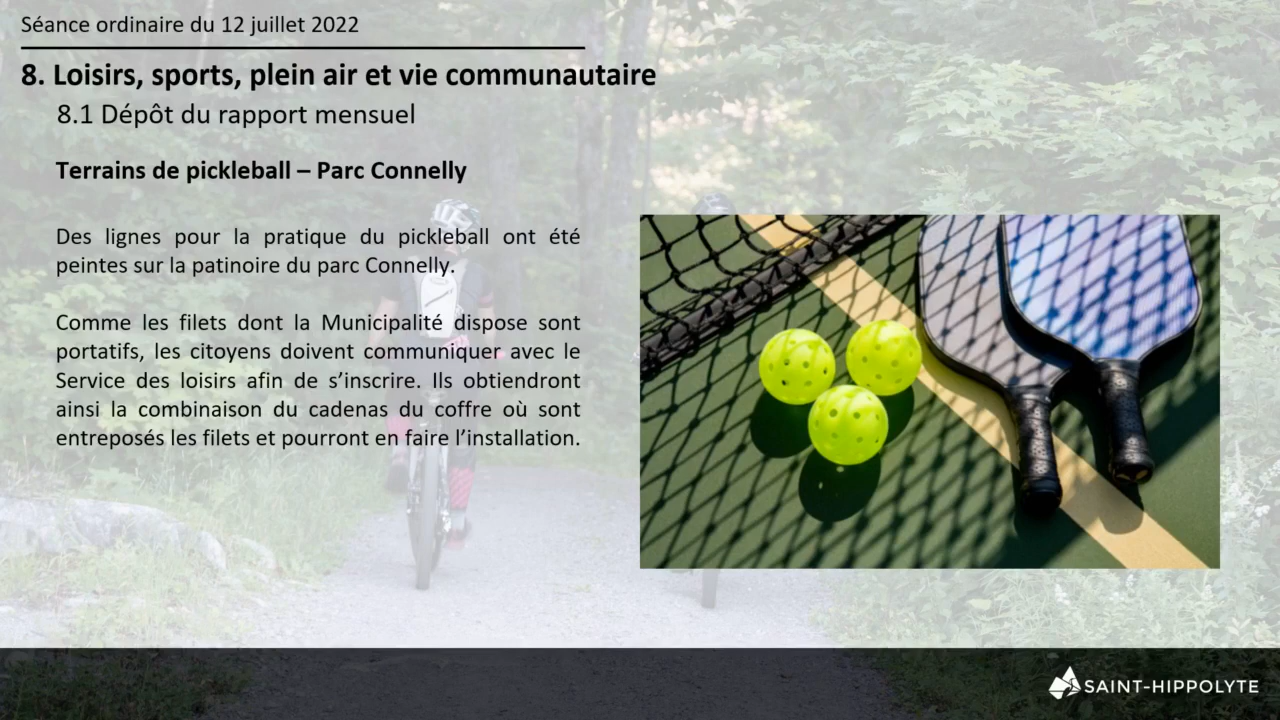 Séance ordinaire du 12 juillet 2022
8. Loisirs, sports, plein air et vie communautaire
8.1 Dépôt du rapport mensuel
Terrains de pickleball – Parc Connelly
Des lignes pour la pratique du pickleball ont été
peintes sur la patinoire du parc Connelly.
Comme les filets dont la Municipalité dispose sont
portatifs, les citoyens doivent communiquer avec le
Service des loisirs afin de s’inscrire. Ils obtiendront
ainsi la combinaison du cadenas du coffre où sont
entreposés les filets et pourront en faire l’installation.
SAINT-HIPPOLYTE